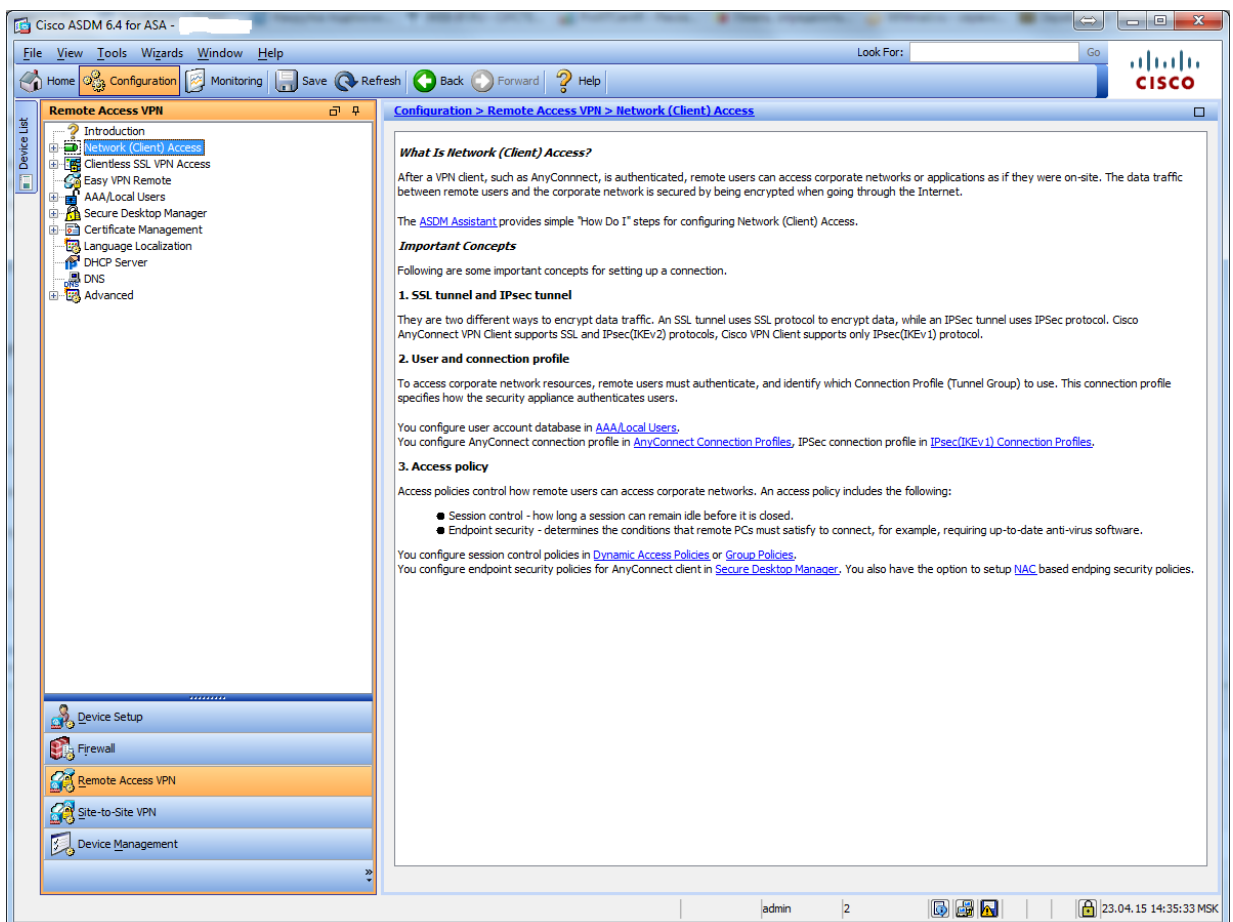 Cisco ASDM 6.4 for ASA -
File View Tools Wizards Window Help
Look For:
Go
Home Configuration Monitoring Save Refresh Back Forward Help
CISCO
Device List
Remote Access VPN
Introduction
Network (Client) Access
Clientless SSL VPN Access
Easy VPN Remote
AAA/Local Users
Secure Desktop Manager
Certificate Management
Language Localization
DHCP Server
DNS
Advanced
Device Setup
Firewall
Remote Access VPN
Site-to-Site VPN
Device Management
Configuration > Remote Access VPN > Network (Client) Access
What Is Network (Client) Access?
After a VPN client, such as AnyConnnect, is authenticated, remote users can access corporate networks or applications as if they were on-site. The data traffic
between remote users and the corporate network is secured by being encrypted when going through the Internet.
The ASDM Assistant provides simple "How Do I" steps for configuring Network (Client) Access.
Important Concepts
Following are some important concepts for setting up a connection.
1. SSL tunnel and IPsec tunnel
They are two different ways to encrypt data traffic. An SSL tunnel uses SSL protocol to encrypt data, while an IPSec tunnel uses IPSec protocol. Cisco
AnyConnect VPN Client supports SSL and IPsec(IKEv2) protocols, Cisco VPN Client supports only IPsec(IKEv1) protocol.
2. User and connection profile
To access corporate network resources, remote users must authenticate, and identify which Connection Profile (Tunnel Group) to use. This connection profile
specifies how the security appliance authenticates users.
You configure user account database in AAA/Local Users.
You configure AnyConnect connection profile in AnyConnect Connection Profiles, IPSec connection profile in IPsec(IKEv1) Connection Profiles.
3. Access policy
Access policies control how remote users can access corporate networks. An access policy includes the following:
Session control - how long a session can remain idle before it is closed.
Endpoint security - determines the conditions that remote PCs must satisfy to connect, for example, requiring up-to-date anti-virus software.
You configure session control policies in Dynamic Access Policies or Group Policies.
You configure endpoint security policies for AnyConnect client in Secure Desktop Manager. You also have the option to setup NAC based endping security policies.
admin 2 23.04.15 14:35:33 MSK